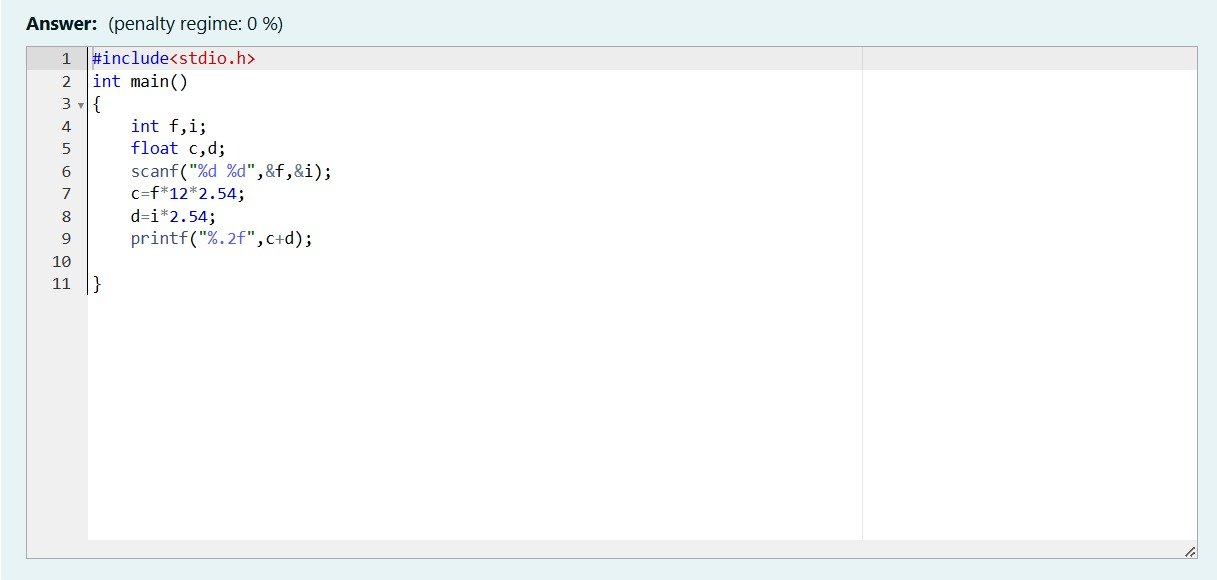 Answer: (penalty regime: 0 %)
1 #include<stdio.h>
2 int main()
3 {
4     int f,i;
5     float c,d;
6     scanf("%d %d",&f,&i);
7     c=f*12*2.54;
8     d=i*2.54;
9     printf("%.2f",c+d);
10
11 }